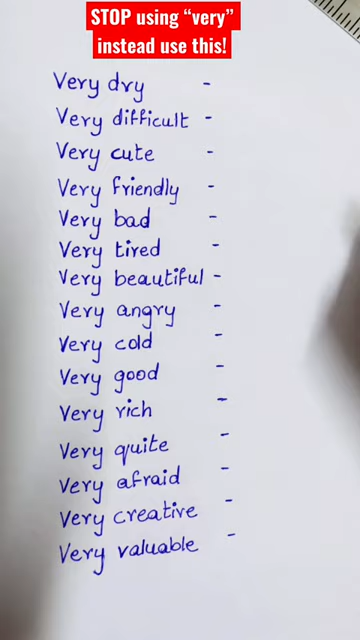 STOP using “very”
instead use this!
Very dry -
Very difficult -
Very cute -
Very friendly -
Very bad -
Very tired -
Very beautiful -
Very angry -
Very cold -
Very good -
Very rich -
Very quite -
Very afraid -
Very creative -
Very valuable -